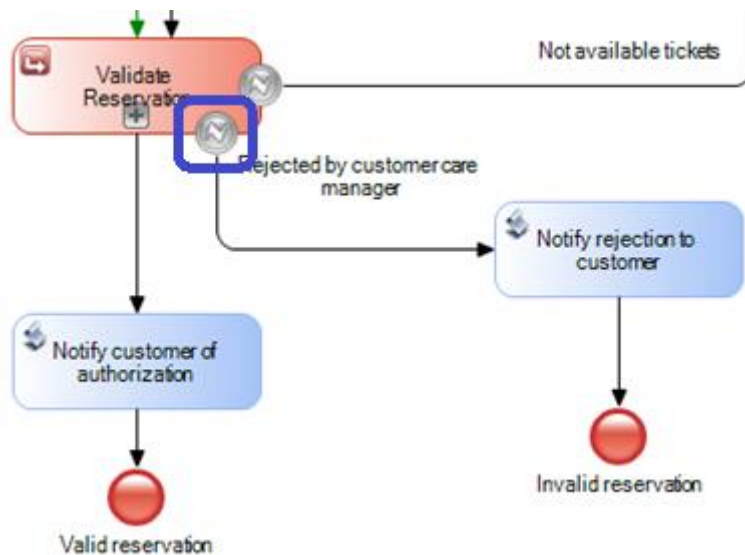 Not available tickets
Validate
Reservation
Rejected by customer care
manager
Notify rejection to
customer
Notify customer of
authorization
Invalid reservation
Valid reservation